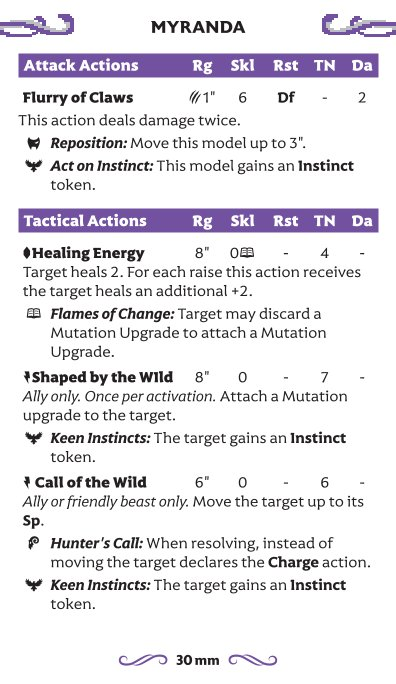 MYRANDA
Attack Actions Rg Skl Rst TN Da
Flurry of Claws 1" 6 Df - 2
This action deals damage twice.
Reposition: Move this model up to 3".
Act on Instinct: This model gains an Instinct
token.
Tactical Actions Rg Skl Rst TN Da
Healing Energy 8" 0 - 4 -
Target heals 2. For each raise this action receives
the target heals an additional +2.
Flames of Change: Target may discard a
Mutation Upgrade to attach a Mutation
Upgrade.
Shaped by the WIld 8" 0 - 7 -
Ally only. Once per activation. Attach a Mutation
upgrade to the target.
Keen Instincts: The target gains an Instinct
token.
Call of the Wild 6" 0 - 6 -
Ally or friendly beast only. Move the target up to its
Sp.
Hunter's Call: When resolving, instead of
moving the target declares the Charge action.
Keen Instincts: The target gains an Instinct
token.
30 mm